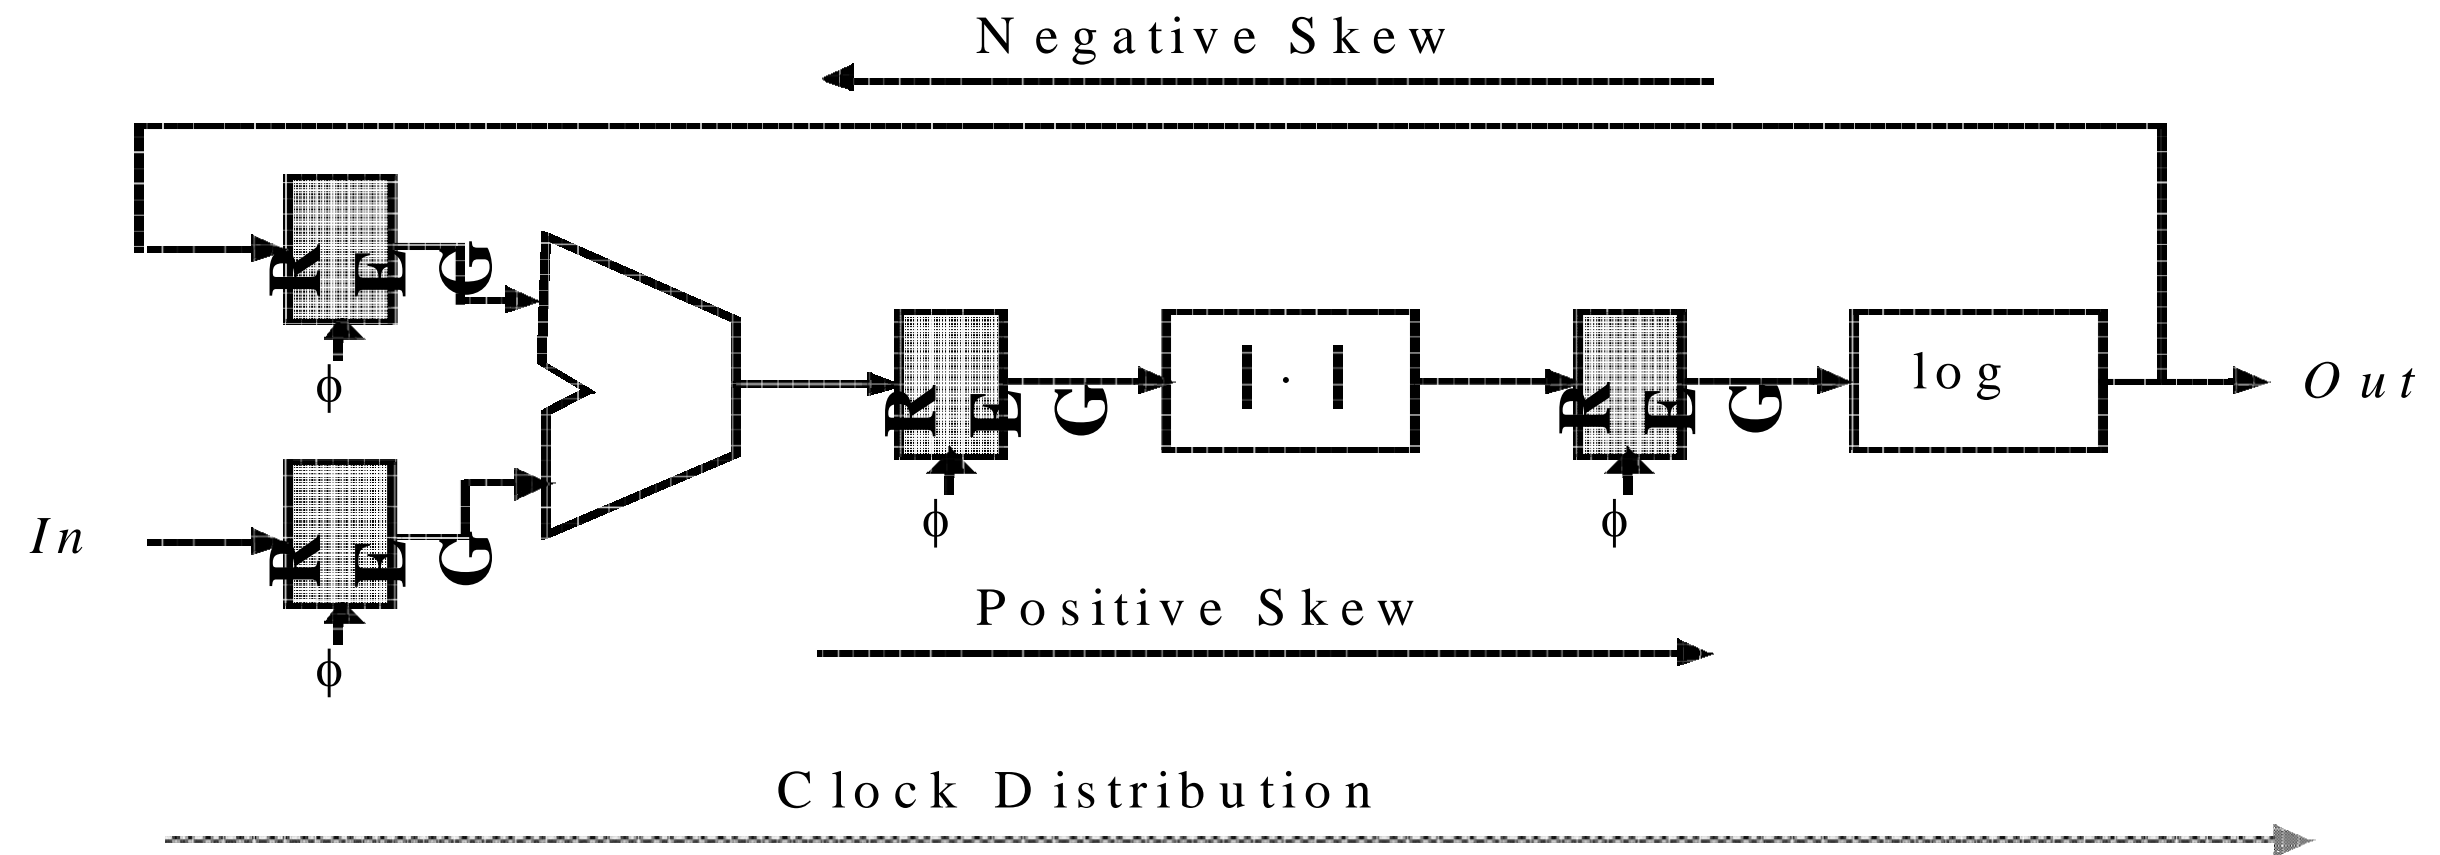 Negative Skew
REG
φ
In
REG
φ
REG
φ
| · |
REG
φ
log
Out
Positive Skew
Clock Distribution